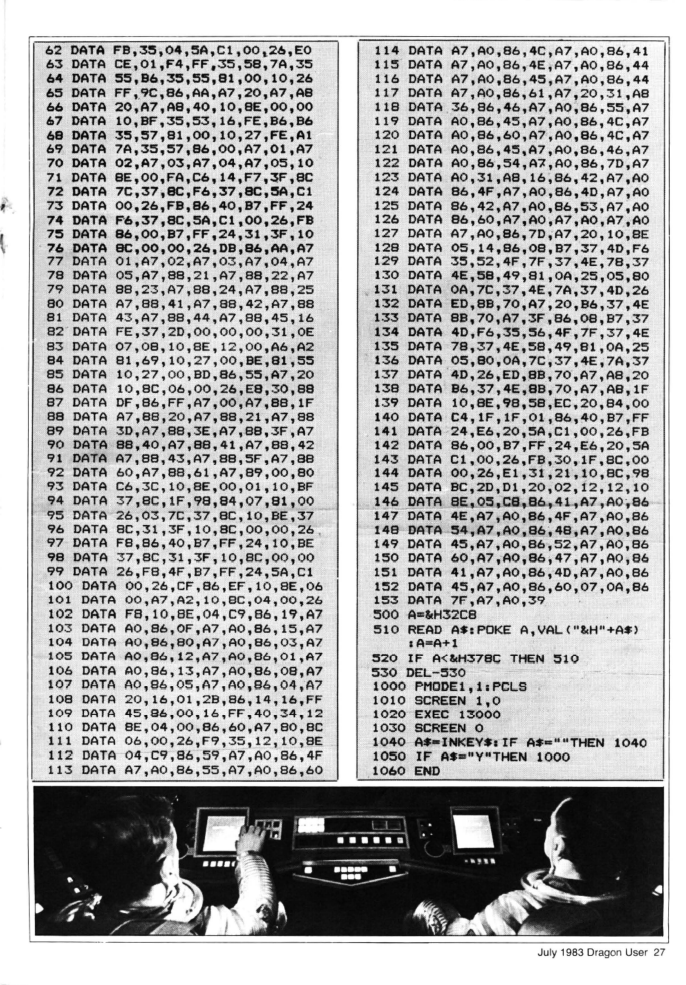 62 DATA FB,35,04,5A,C1,00,26,E0
63 DATA CE,01,F4,FF,35,58,7A,35
64 DATA 55,B6,35,55,81,00,10,26
65 DATA FF,9C,86,AA,A7,20,A7,A8
66 DATA 20,A7,A8,40,10,8E,00,00
67 DATA 10,BF,35,53,16,FE,B6,B6
68 DATA 35,57,81,00,10,27,FE,A1
69 DATA 7A,35,57,86,00,A7,01,A7
70 DATA 02,A7,03,A7,04,A7,05,10
71 DATA 8E,00,FA,C6,14,F7,3F,8C
72 DATA 7C,37,8C,F6,37,8C,5A,C1
73 DATA 00,26,FB,86,40,B7,FF,24
74 DATA F6,37,8C,5A,C1,00,26,FB
75 DATA 86,00,B7,FF,24,31,3F,10
76 DATA 8C,00,00,26,DB,86,AA,A7
77 DATA 01,A7,02,A7,03,A7,04,A7
78 DATA 05,A7,88,21,A7,88,22,A7
79 DATA 88,23,A7,88,24,A7,88,25
80 DATA A7,88,41,A7,88,42,A7,88
81 DATA 43,A7,88,44,A7,88,45,16
82 DATA FE,37,2D,00,00,00,31,0E
83 DATA 07,08,10,8E,12,00,A6,A2
84 DATA 81,69,10,27,00,BE,81,55
85 DATA 10,27,00,BD,86,55,A7,20
86 DATA 10,8C,06,00,26,E8,30,88
87 DATA DF,86,FF,A7,00,A7,88,1F
88 DATA A7,88,20,A7,88,21,A7,88
89 DATA 3D,A7,88,3E,A7,88,3F,A7
90 DATA 88,40,A7,88,41,A7,88,42
91 DATA A7,88,43,A7,88,5F,A7,88
92 DATA 60,A7,88,61,A7,89,00,80
93 DATA C6,3C,10,8E,00,01,10,BF
94 DATA 37,8C,1F,98,84,07,81,00
95 DATA 26,03,7C,37,8C,10,BE,37
96 DATA 8C,31,3F,10,8C,00,00,26
97 DATA F8,86,40,B7,FF,24,10,BE
98 DATA 37,8C,31,3F,10,8C,00,00
99 DATA 26,F8,4F,B7,FF,24,5A,C1
100 DATA 00,26,CF,86,EF,10,8E,06
101 DATA 00,A7,A2,10,8C,04,00,26
102 DATA F8,10,8E,04,C9,86,19,A7
103 DATA A0,86,0F,A7,A0,86,15,A7
104 DATA A0,86,80,A7,A0,86,03,A7
105 DATA A0,86,12,A7,A0,86,01,A7
106 DATA A0,86,13,A7,A0,86,08,A7
107 DATA A0,86,05,A7,A0,86,04,A7
108 DATA 20,16,01,2B,86,14,16,FF
109 DATA 45,86,00,16,FF,40,34,12
110 DATA 8E,04,00,86,60,A7,80,8C
111 DATA 06,00,26,F9,35,12,10,8E
112 DATA 04,C9,86,59,A7,A0,86,4F
113 DATA A7,A0,86,55,A7,A0,86,60
114 DATA A7,A0,86,4C,A7,A0,86,41
115 DATA A7,A0,86,4E,A7,A0,86,44
116 DATA A7,A0,86,45,A7,A0,86,44
117 DATA A7,A0,86,61,A7,20,31,A8
118 DATA 36,86,46,A7,A0,86,55,A7
119 DATA A0,86,45,A7,A0,86,4C,A7
120 DATA A0,86,60,A7,A0,86,4C,A7
121 DATA A0,86,45,A7,A0,86,46,A7
122 DATA A0,86,54,A7,A0,86,7D,A7
123 DATA A0,31,A8,16,86,42,A7,A0
124 DATA 86,4F,A7,A0,86,4D,A7,A0
125 DATA 86,42,A7,A0,86,53,A7,A0
126 DATA 86,60,A7,A0,A7,A0,A7,A0
127 DATA A7,A0,86,7D,A7,20,10,8E
128 DATA 05,14,86,08,B7,37,4D,F6
129 DATA 35,52,4F,7F,37,4E,78,37
130 DATA 4E,58,49,81,0A,25,05,80
131 DATA 0A,7C,37,4E,7A,37,4D,26
132 DATA ED,8B,70,A7,20,B6,37,4E
133 DATA 8B,70,A7,3F,86,08,B7,37
134 DATA 4D,F6,35,56,4F,7F,37,4E
135 DATA 78,37,4E,58,49,81,0A,25
136 DATA 05,80,0A,7C,37,4E,7A,37
137 DATA 4D,26,ED,8B,70,A7,A8,20
138 DATA B6,37,4E,8B,70,A7,A8,1F
139 DATA 10,8E,98,58,EC,20,84,00
140 DATA C4,1F,1F,01,86,40,B7,FF
141 DATA 24,E6,20,5A,C1,00,26,FB
142 DATA 86,00,B7,FF,24,E6,20,5A
143 DATA C1,00,26,FB,30,1F,8C,00
144 DATA 00,26,E1,31,21,10,8C,98
145 DATA BC,2D,D1,20,02,12,12,10
146 DATA 8E,05,C8,86,41,A7,A0,86
147 DATA 4E,A7,A0,86,4F,A7,A0,86
148 DATA 54,A7,A0,86,48,A7,A0,86
149 DATA 45,A7,A0,86,52,A7,A0,86
150 DATA 60,A7,A0,86,47,A7,A0,86
151 DATA 41,A7,A0,86,4D,A7,A0,86
152 DATA 45,A7,A0,86,60,07,0A,86
153 DATA 7F,A7,A0,39
500 A=&H32C8
510 READ A$:POKE A,VAL("&H"+A$)
:A=A+1
520 IF A<&H378C THEN 510
530 DEL-530
1000 PMODE1,1:PCLS
1010 SCREEN 1,0
1020 EXEC 13000
1030 SCREEN 0
1040 A$=INKEY$:IF A$=""THEN 1040
1050 IF A$="Y"THEN 1000
1060 END
July 1983 Dragon User 27